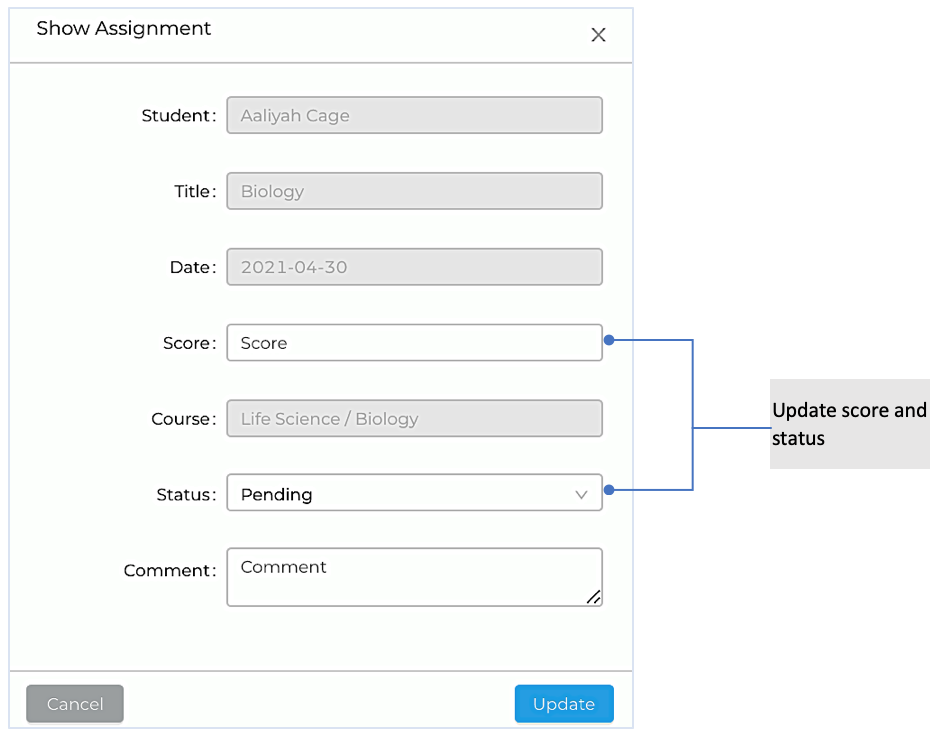 Show Assignment
X
Student: Aaliyah Cage
Title: Biology
Date: 2021-04-30
Score: Score
Course: Life Science / Biology
Status: Pending
Comment: Comment
Update score and
status
Cancel Update